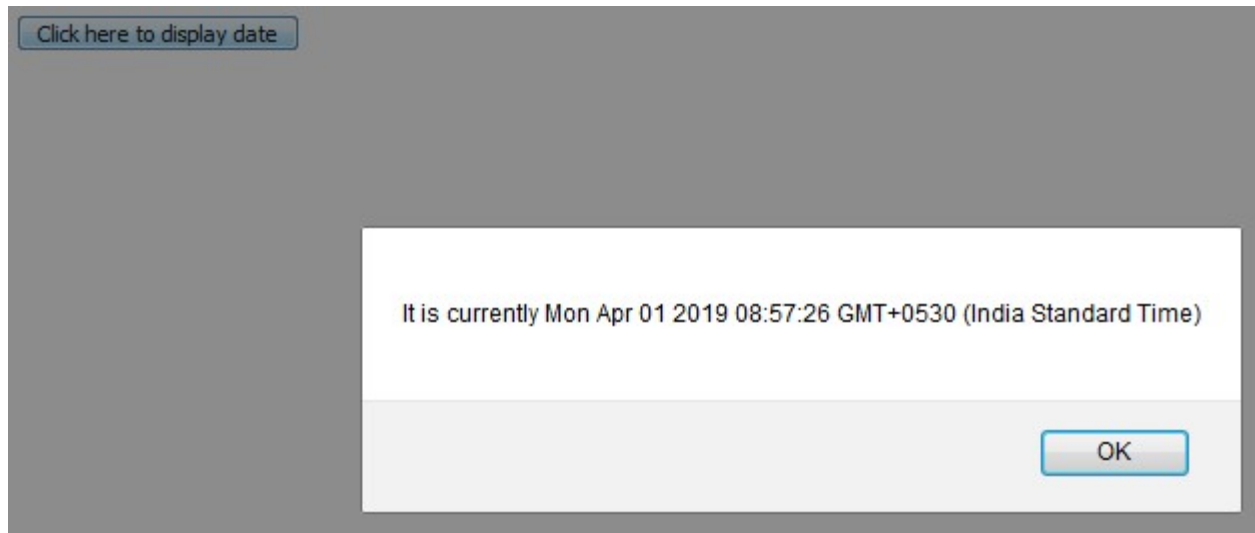 Click here to display date
It is currently Mon Apr 01 2019 08:57:26 GMT+0530 (India Standard Time)
OK